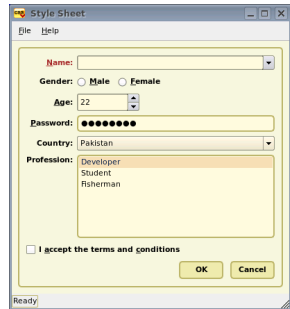 Style Sheet
File Help
Name:
Gender: Male Female
Age: 22
Password: ●●●●●●●●
Country: Pakistan
Profession: Developer
Student
Fisherman
I accept the terms and conditions
OK Cancel
Ready